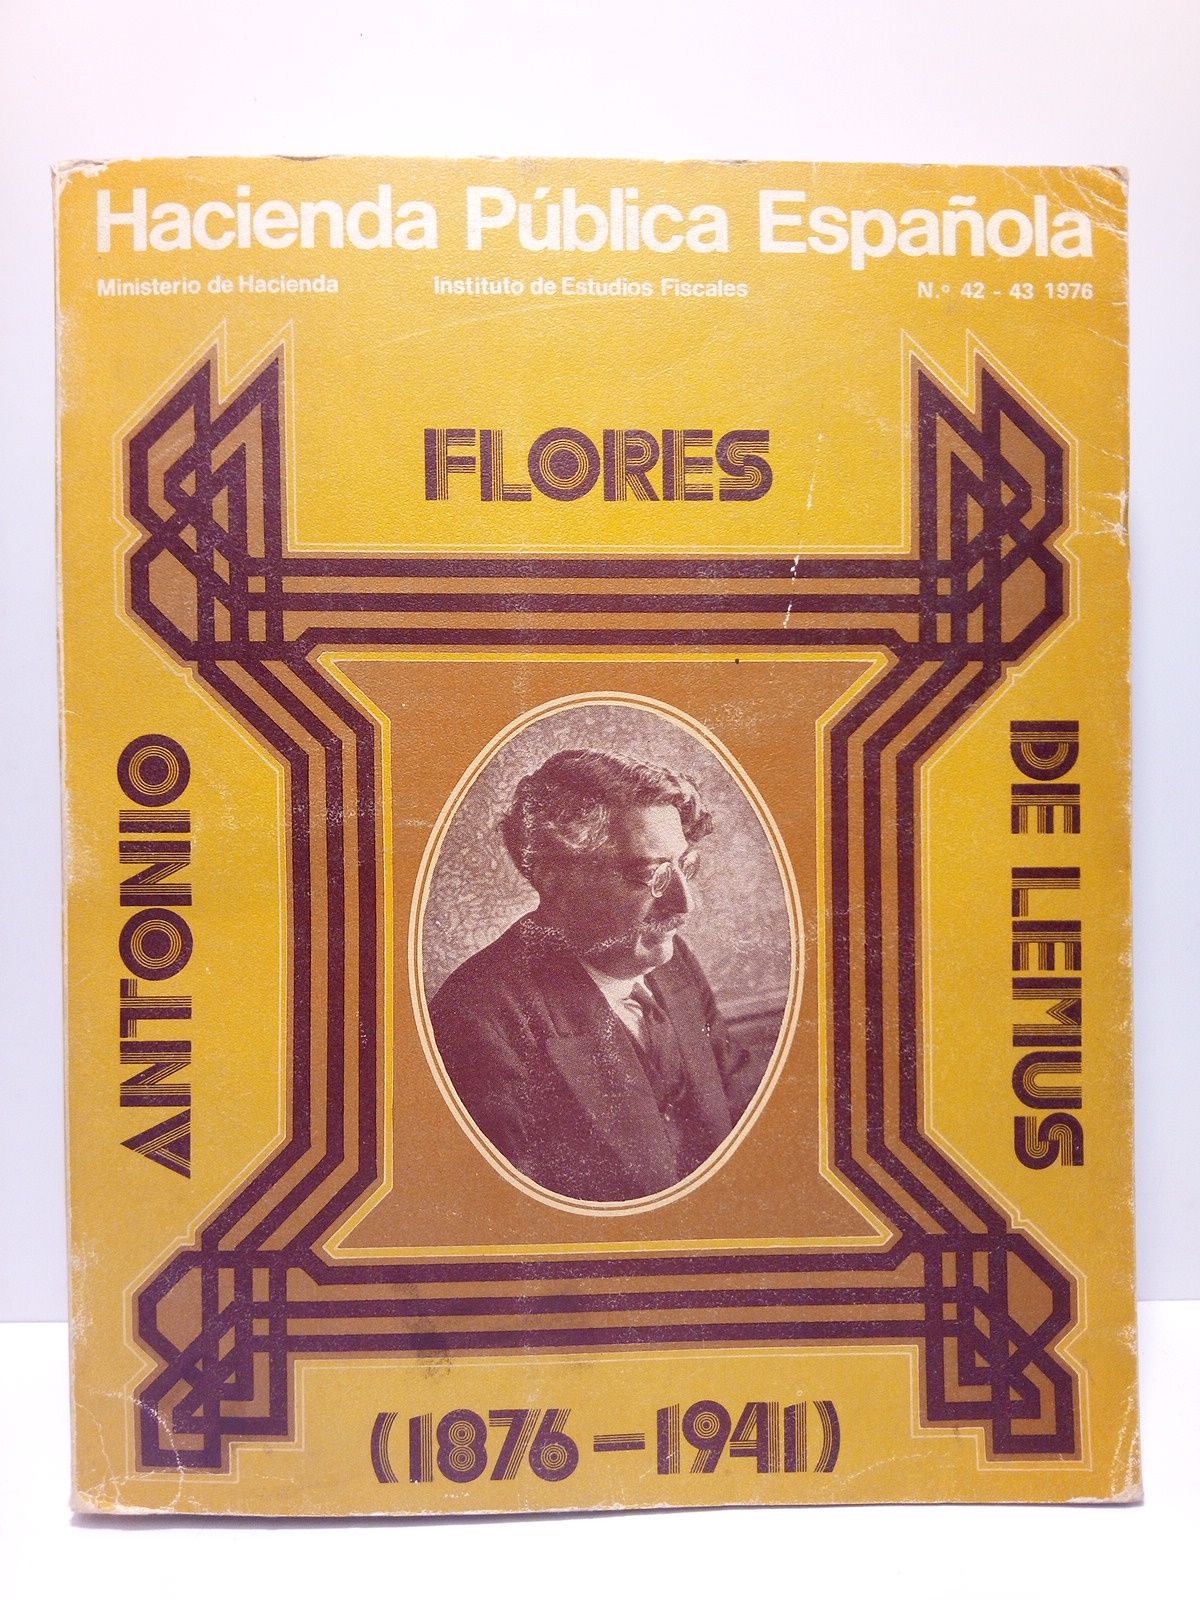 Hacienda Pública Española
Ministerio de Hacienda Instituto de Estudios Fiscales N.º 42 - 43 1976
ANTONIO
FLORES
DE LEMUS
(1876-1941)